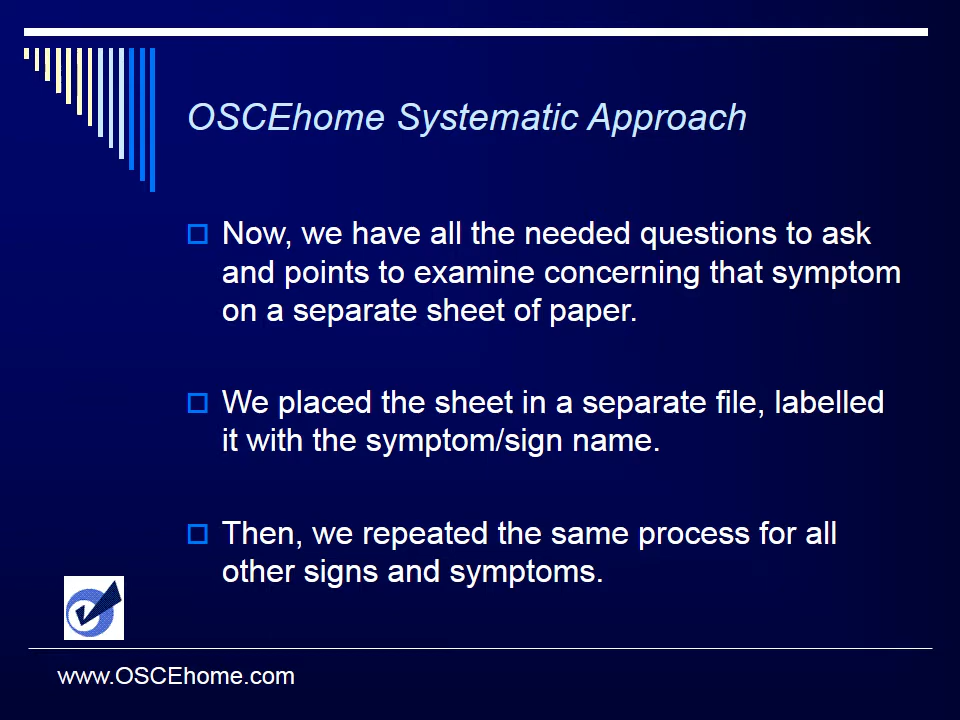 OSCEhome Systematic Approach
Now, we have all the needed questions to ask
and points to examine concerning that symptom
on a separate sheet of paper.
We placed the sheet in a separate file, labelled
it with the symptom/sign name.
Then, we repeated the same process for all
other signs and symptoms.
www.OSCEhome.com